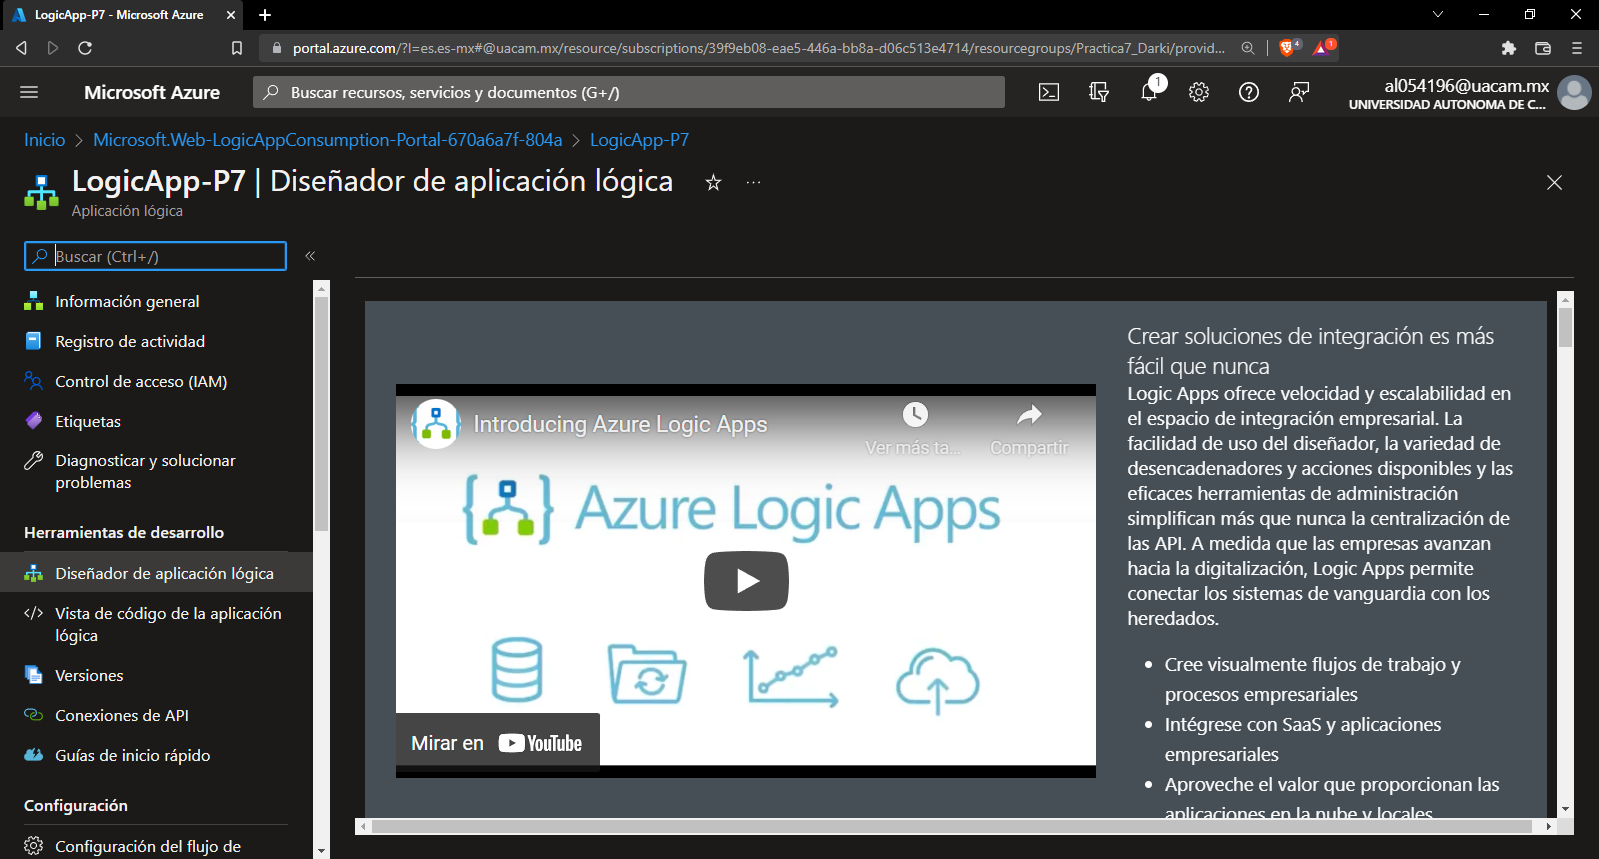 LogicApp-P7 - Microsoft Azure
portal.azure.com/?l=es.es-mx#@uacam.mx/resource/subscriptions/39f9eb08-eae5-446a-bb8a-d06c513e4714/resourcegroups/Practica7_Darki/provid...
4
1
Microsoft Azure
Buscar recursos, servicios y documentos (G+/)
1
al054196@uacam.mx
UNIVERSIDAD AUTONOMA DE C...
Inicio > Microsoft.Web-LogicAppConsumption-Portal-670a6a7f-804a > LogicApp-P7
LogicApp-P7 | Diseñador de aplicación lógica
Aplicación lógica
Buscar (Ctrl+/)
Información general
Registro de actividad
Control de acceso (IAM)
Etiquetas
Diagnosticar y solucionar
problemas
Herramientas de desarrollo
Diseñador de aplicación lógica
Vista de código de la aplicación
lógica
Versiones
Conexiones de API
Guías de inicio rápido
Configuración
Configuración del flujo de
Introducing Azure Logic Apps
Ver más ta...
Compartir
Azure Logic Apps
Mirar en YouTube
Crear soluciones de integración es más
fácil que nunca
Logic Apps ofrece velocidad y escalabilidad en
el espacio de integración empresarial. La
facilidad de uso del diseñador, la variedad de
desencadenadores y acciones disponibles y las
eficaces herramientas de administración
simplifican más que nunca la centralización de
las API. A medida que las empresas avanzan
hacia la digitalización, Logic Apps permite
conectar los sistemas de vanguardia con los
heredados.
• Cree visualmente flujos de trabajo y
procesos empresariales
• Intégrese con SaaS y aplicaciones
empresariales
• Aproveche el valor que proporcionan las
aplicaciones en la nube y locales